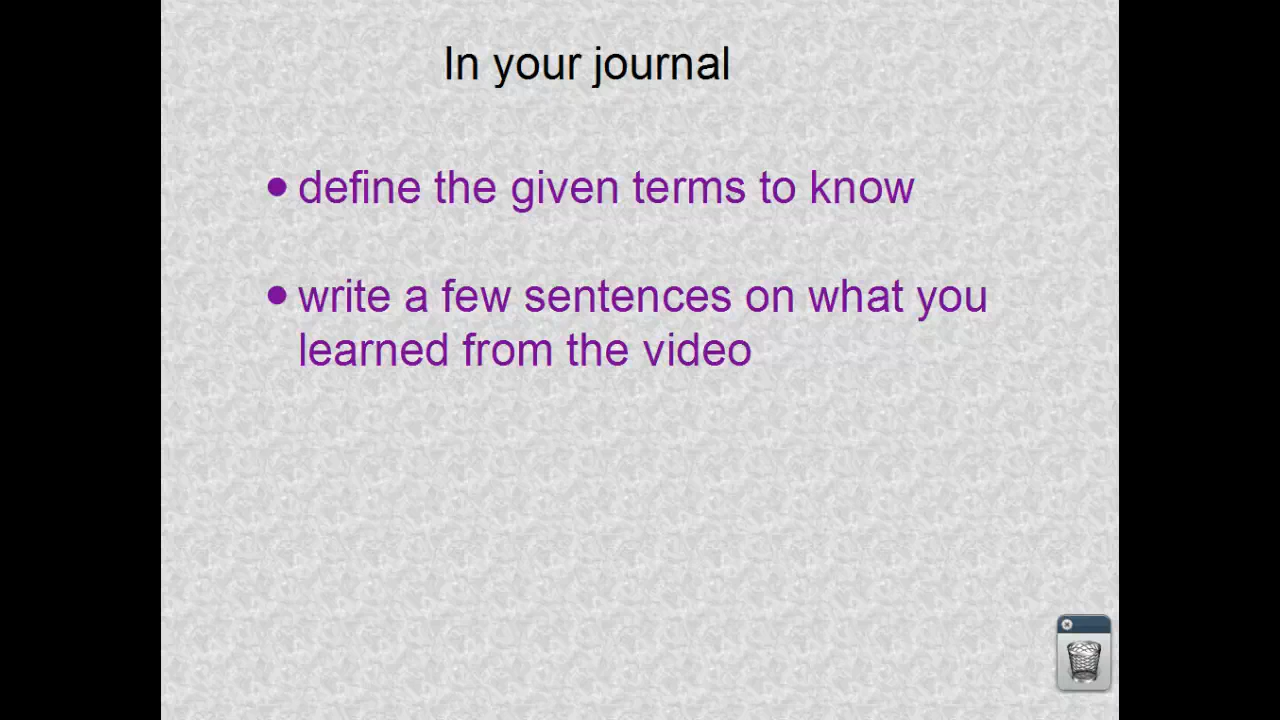 In your journal
• define the given terms to know
• write a few sentences on what you
learned from the video